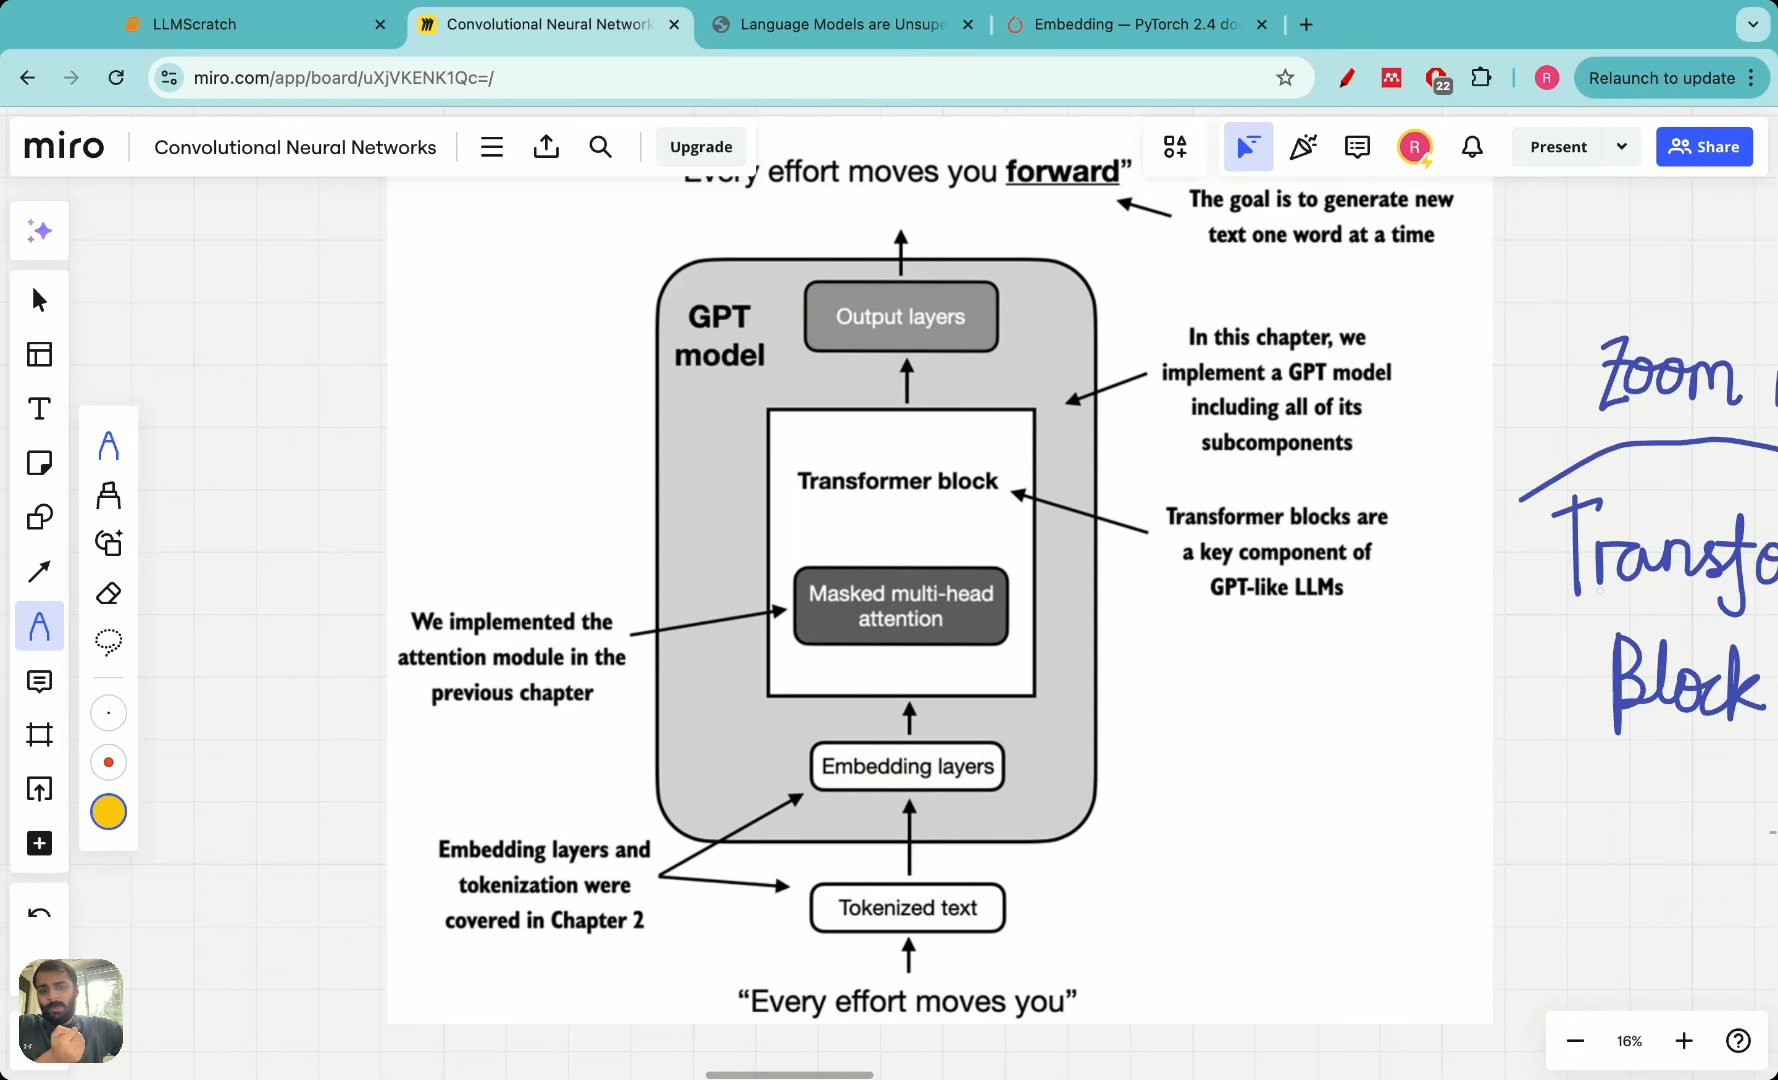 LLMScratch
Convolutional Neural Network
Language Models are Unsupe
Embedding — PyTorch 2.4 do
miro.com/app/board/uXjVKENK1Qc=/
22
R
Relaunch to update
miro
Convolutional Neural Networks
Upgrade
R
Present
Share
"Every effort moves you forward"
The goal is to generate new
text one word at a time
GPT
model
Output layers
In this chapter, we
implement a GPT model
including all of its
subcomponents
Zoom
Transformer block
Transformer blocks are
a key component of
GPT-like LLMs
Transfo
Masked multi-head
attention
We implemented the
attention module in the
previous chapter
Block
Embedding layers
Embedding layers and
tokenization were
covered in Chapter 2
Tokenized text
“Every effort moves you”
16%